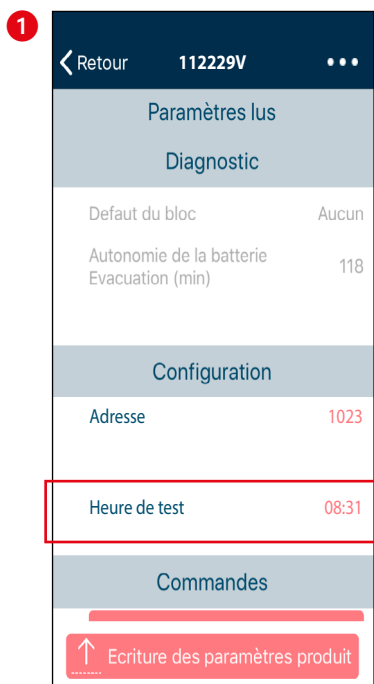 1
Retour 112229V
Paramètres lus
Diagnostic
Defaut du bloc Aucun
Autonomie de la batterie
Evacuation (min) 118
Configuration
Adresse 1023
Heure de test 08:31
Commandes
Ecriture des paramètres produit